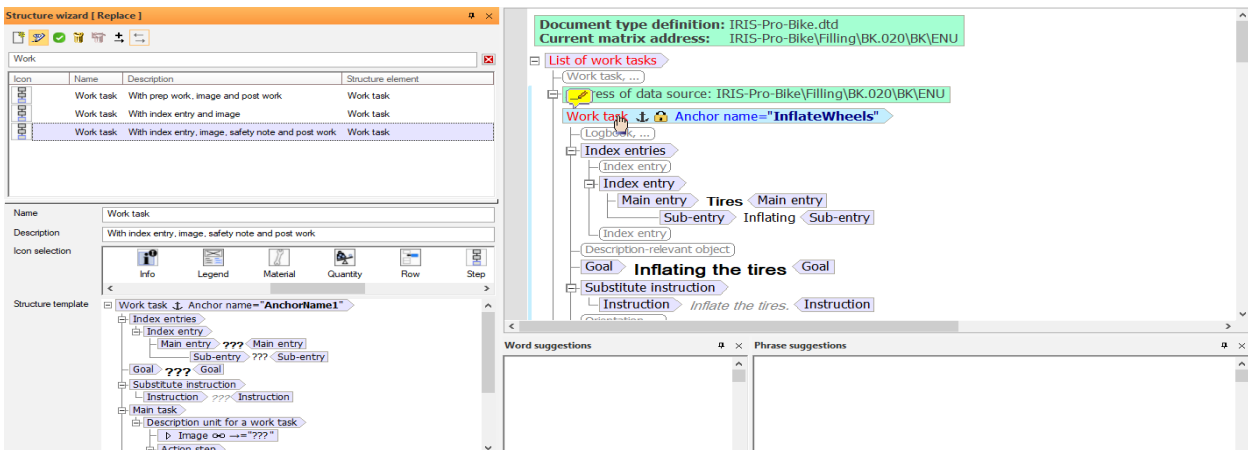 Structure wizard [ Replace ]
Work
Icon Name Description Structure element
Work task With prep work, image and post work Work task
Work task With index entry and image Work task
Work task With index entry, image, safety note and post work Work task
Name Work task
Description With index entry, image, safety note and post work
Icon selection
Info Legend Material Quantity Row Step
Structure template
Work task Anchor name="AnchorName1"
Index entries
Index entry
Main entry ??? Main entry
Sub-entry ??? Sub-entry
Goal ??? Goal
Substitute instruction
Instruction ??? Instruction
Main task
Description unit for a work task
Image →="???"
Action step
Document type definition: IRIS-Pro-Bike.dtd
Current matrix address: IRIS-Pro-Bike\Filling\BK.020\BK\ENU
List of work tasks
Work task, ...
ress of data source: IRIS-Pro-Bike\Filling\BK.020\BK\ENU
Work task Anchor name="InflateWheels"
Logbook, ...
Index entries
Index entry
Index entry
Main entry Tires Main entry
Sub-entry Inflating Sub-entry
Index entry
Description-relevant object
Goal Inflating the tires Goal
Substitute instruction
Instruction Inflate the tires. Instruction
Word suggestions
Phrase suggestions